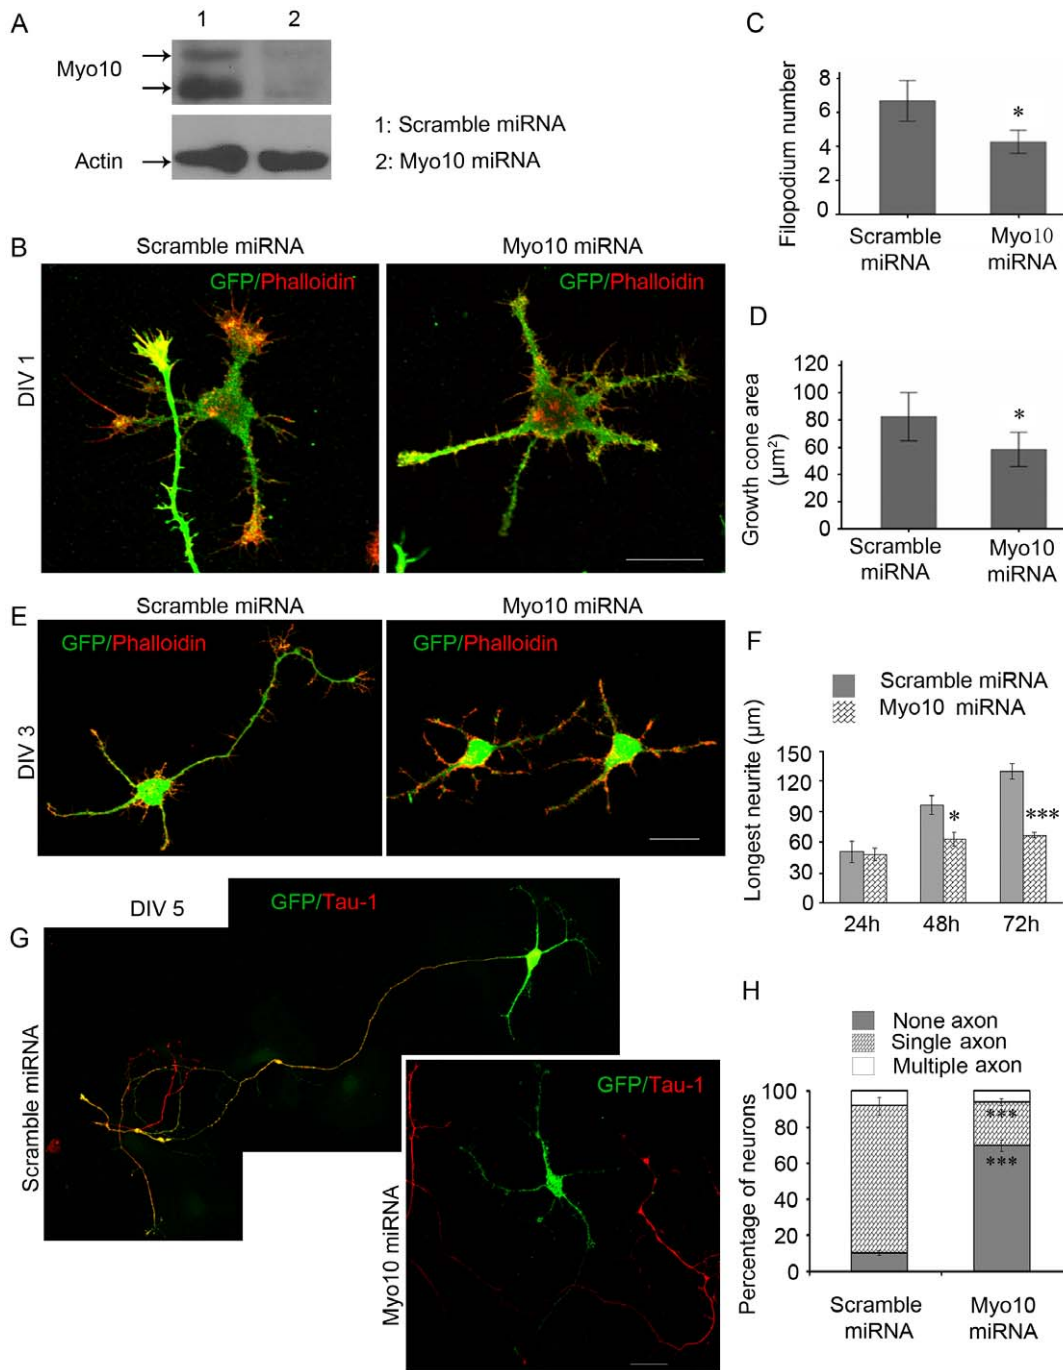 A
1 2
Myo10
Actin
1: Scramble miRNA
2: Myo10 miRNA
B
Scramble miRNA
Myo10 miRNA
DIV 1
GFP/Phalloidin
GFP/Phalloidin
C
Filopodium number
8
6
4
2
0
*
Scramble
miRNA
Myo10
miRNA
D
Growth cone area
(μm²)
120
100
80
60
40
20
0
*
Scramble
miRNA
Myo10
miRNA
E
Scramble miRNA
Myo10 miRNA
DIV 3
GFP/Phalloidin
GFP/Phalloidin
F
Scramble miRNA
Myo10 miRNA
Longest neurite (μm)
150
120
90
60
30
0
*
***
24h
48h
72h
G
DIV 5
Scramble miRNA
GFP/Tau-1
Myo10 miRNA
GFP/Tau-1
H
None axon
Single axon
Multiple axon
Percentage of neurons
100
80
60
40
20
0
***
***
Scramble
miRNA
Myo10
miRNA